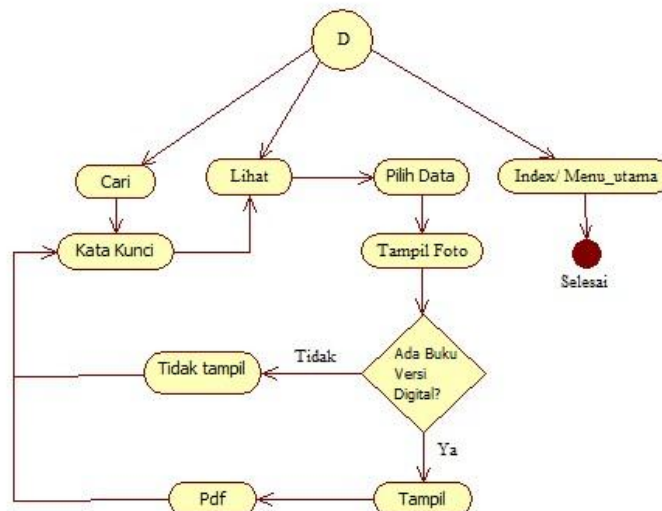 D
Cari
Lihat
Pilih Data
Index/ Menu_utama
Kata Kunci
Tampil Foto
Selesai
Tidak tampil
Tidak
Ada Buku
Versi
Digital?
Ya
Pdf
Tampil